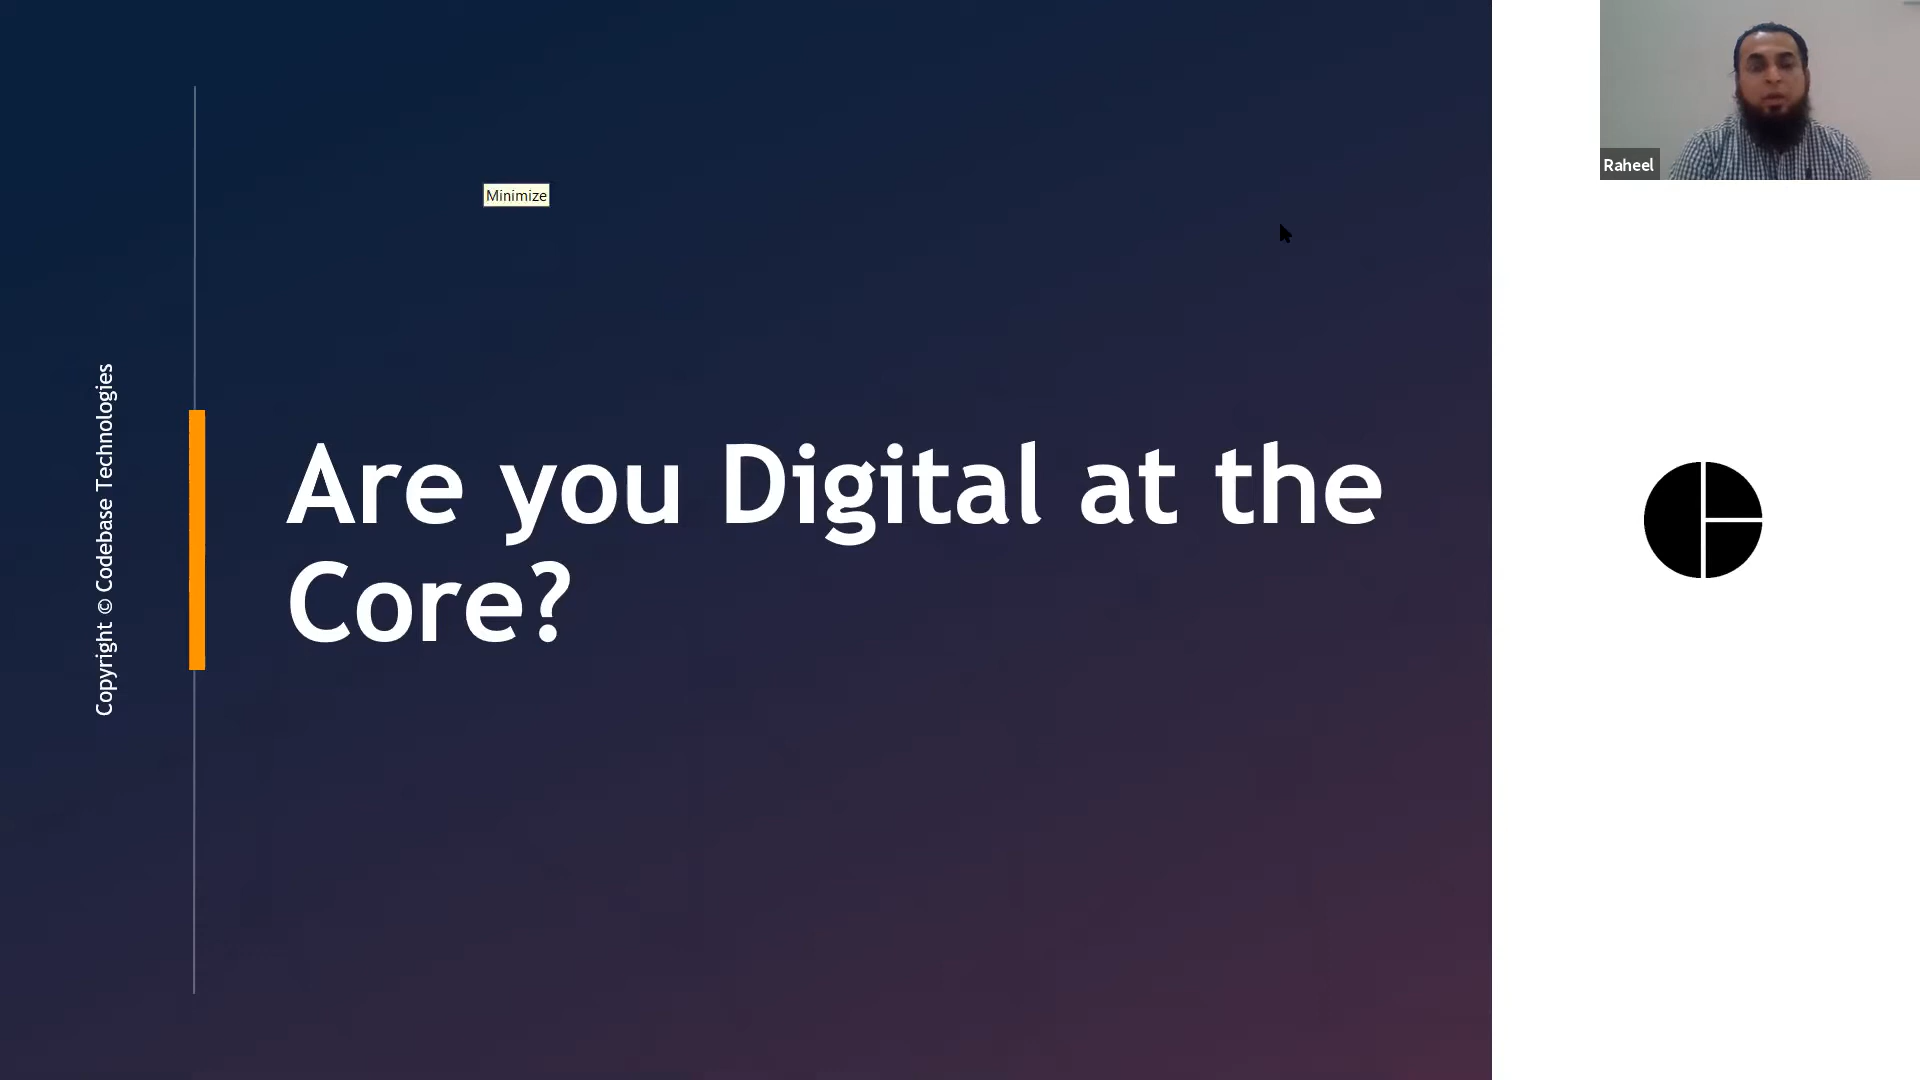 Minimize
Raheel
Copyright © Codebase Technologies
Are you Digital at the
Core?